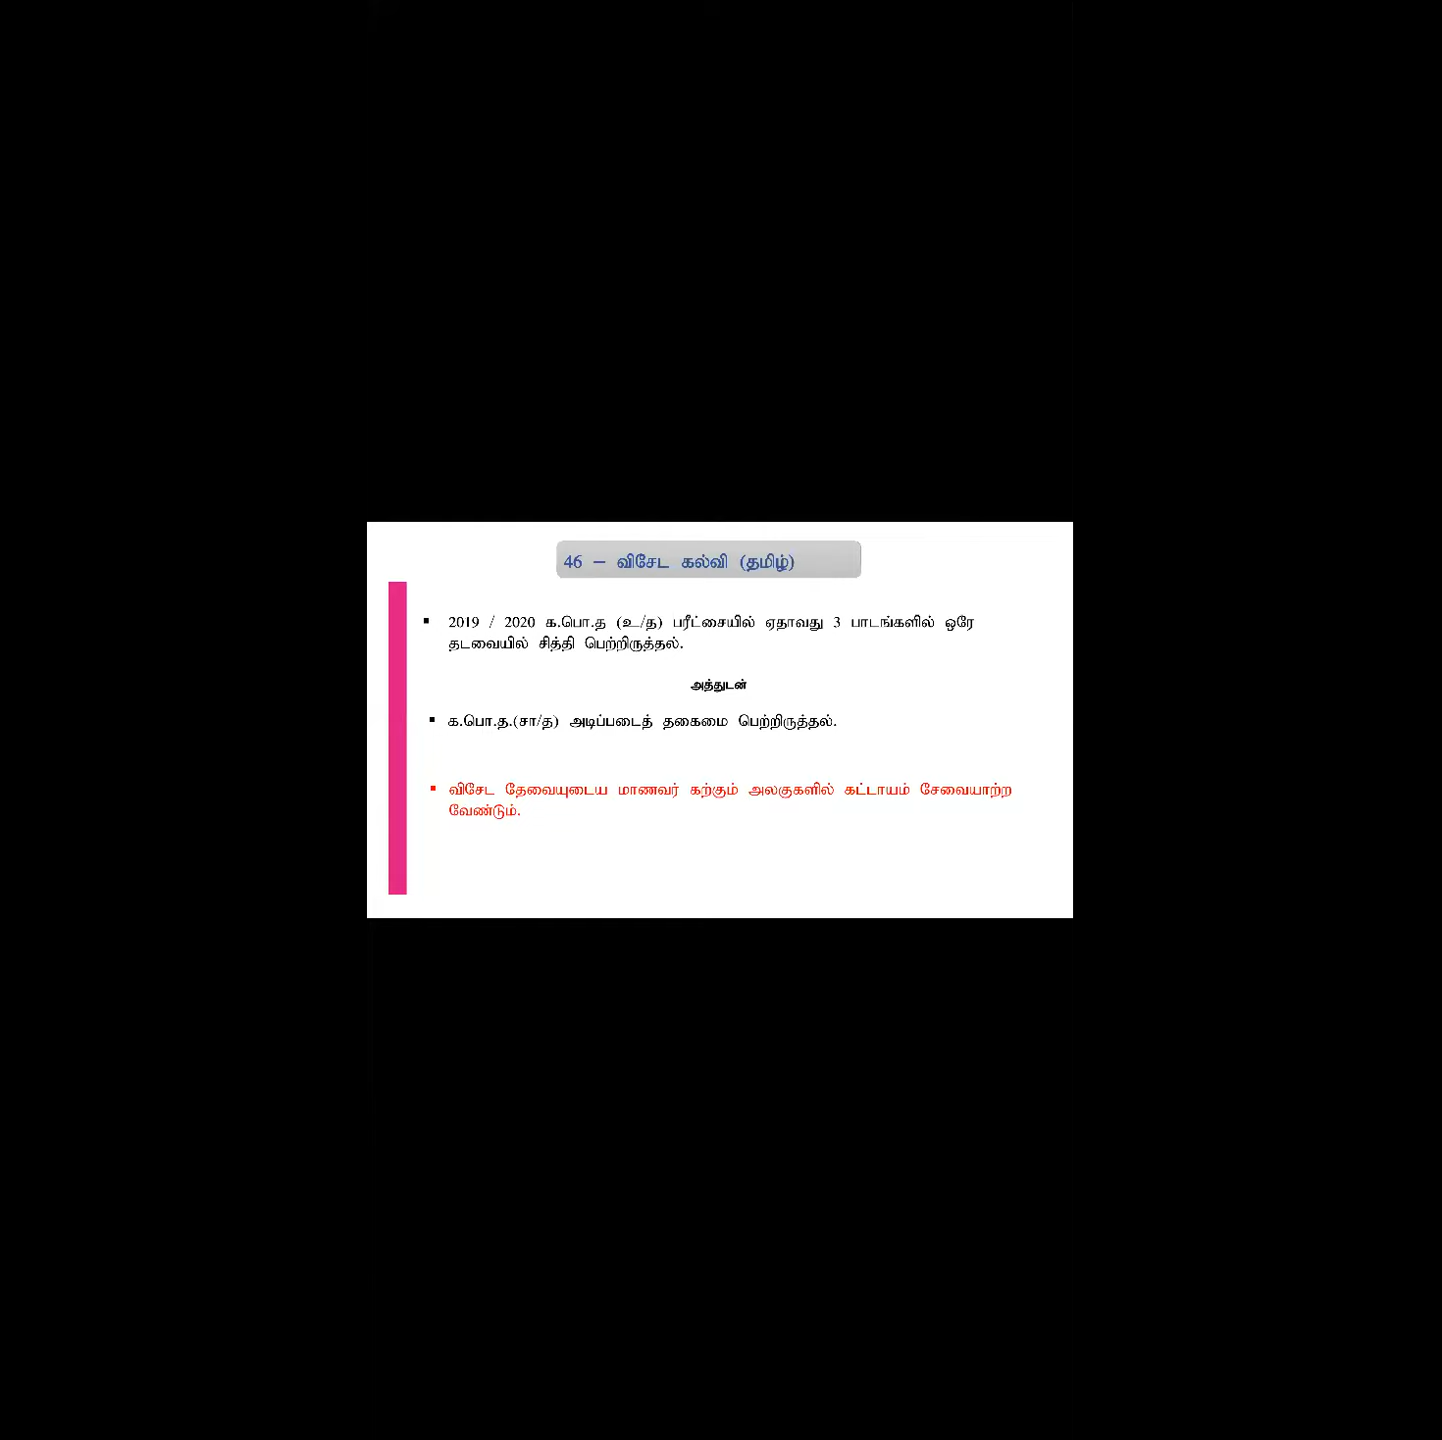 46 – விசேட கல்வி (தமிழ்)
2019 / 2020 க.பொ.த (உ/த) பரீட்சையில் ஏதாவது 3 பாடங்களில் ஒரே
தடவையில் சித்தி பெற்றிருத்தல்.
அத்துடன்
க.பொ.த.(சா/த) அடிப்படைத் தகைமை பெற்றிருத்தல்.
விசேட தேவையுடைய மாணவர் கற்கும் அலகுகளில் கட்டாயம் சேவையாற்ற
வேண்டும்.